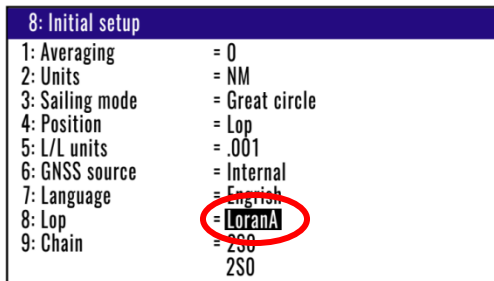 8: Initial setup
1: Averaging = 0
2: Units = NM
3: Sailing mode = Great circle
4: Position = Lop
5: L/L units = .001
6: GNSS source = Internal
7: Language = Engrish
8: Lop = LoranA
9: Chain = 2S0
2S0